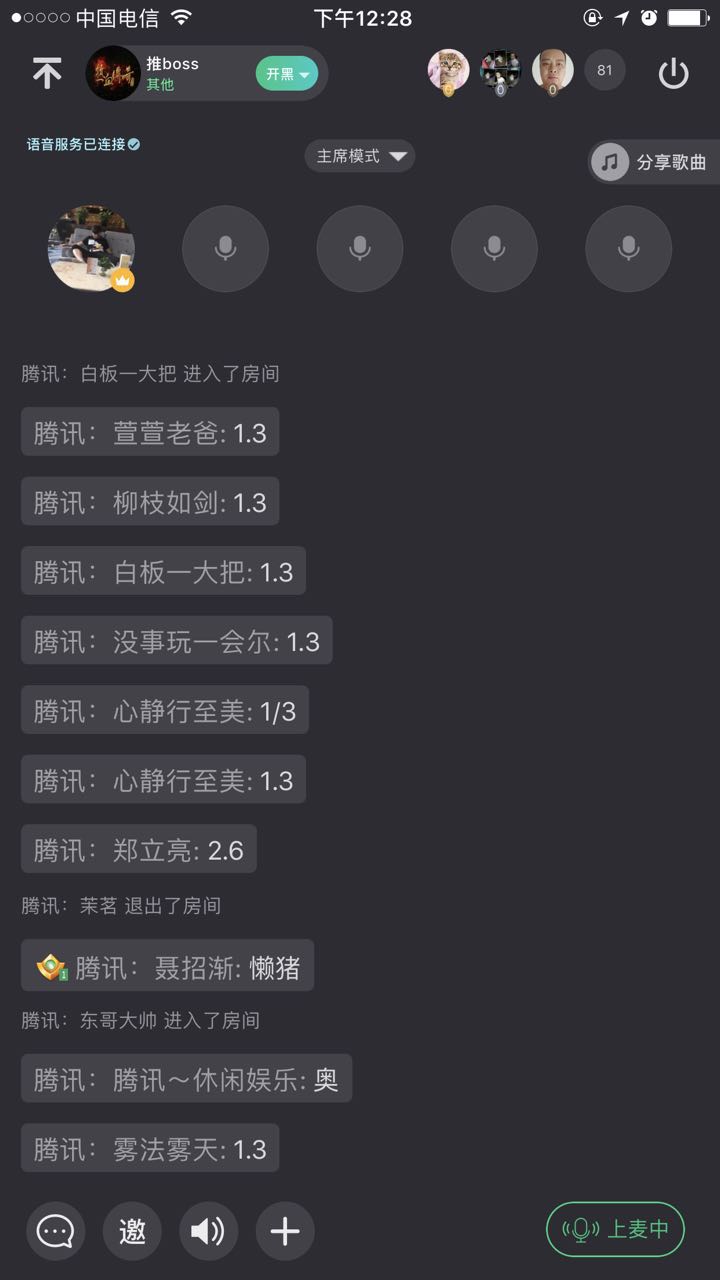 中国电信 下午12:28
推boss
其他
开黑
0 0 81
语音服务已连接
主席模式
分享歌曲
腾讯: 白板一大把 进入了房间
腾讯: 萱萱老爸: 1.3
腾讯: 柳枝如剑: 1.3
腾讯: 白板一大把: 1.3
腾讯: 没事玩一会尔: 1.3
腾讯: 心静行至美: 1/3
腾讯: 心静行至美: 1.3
腾讯: 郑立亮: 2.6
腾讯: 茉茗 退出了房间
1 腾讯: 聂招渐: 懒猪
腾讯: 东哥大帅 进入了房间
腾讯: 腾讯～休闲娱乐: 奥
腾讯: 雾法雾天: 1.3
邀
上麦中